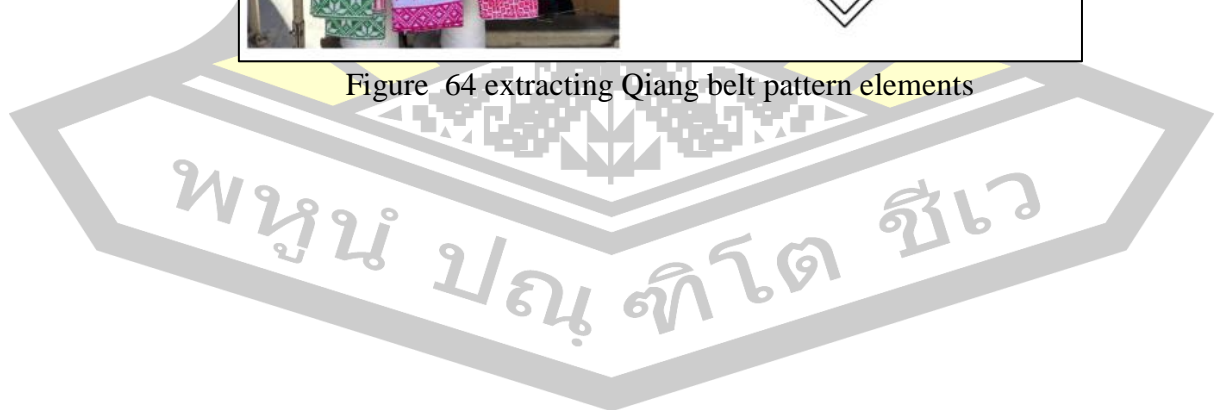 Figure 64 extracting Qiang belt pattern elements
พหูนํ ปณฺ ฑิโต ชีเว